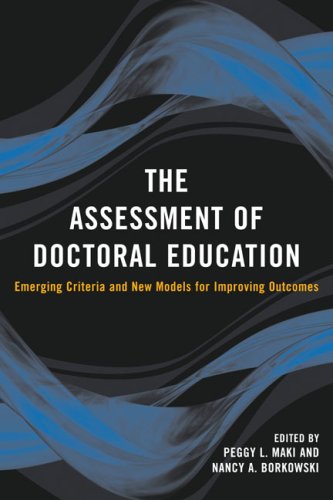 THE
ASSESSMENT OF
DOCTORAL EDUCATION
Emerging Criteria and New Models for Improving Outcomes
EDITED BY
PEGGY L. MAKI AND
NANCY A. BORKOWSKI